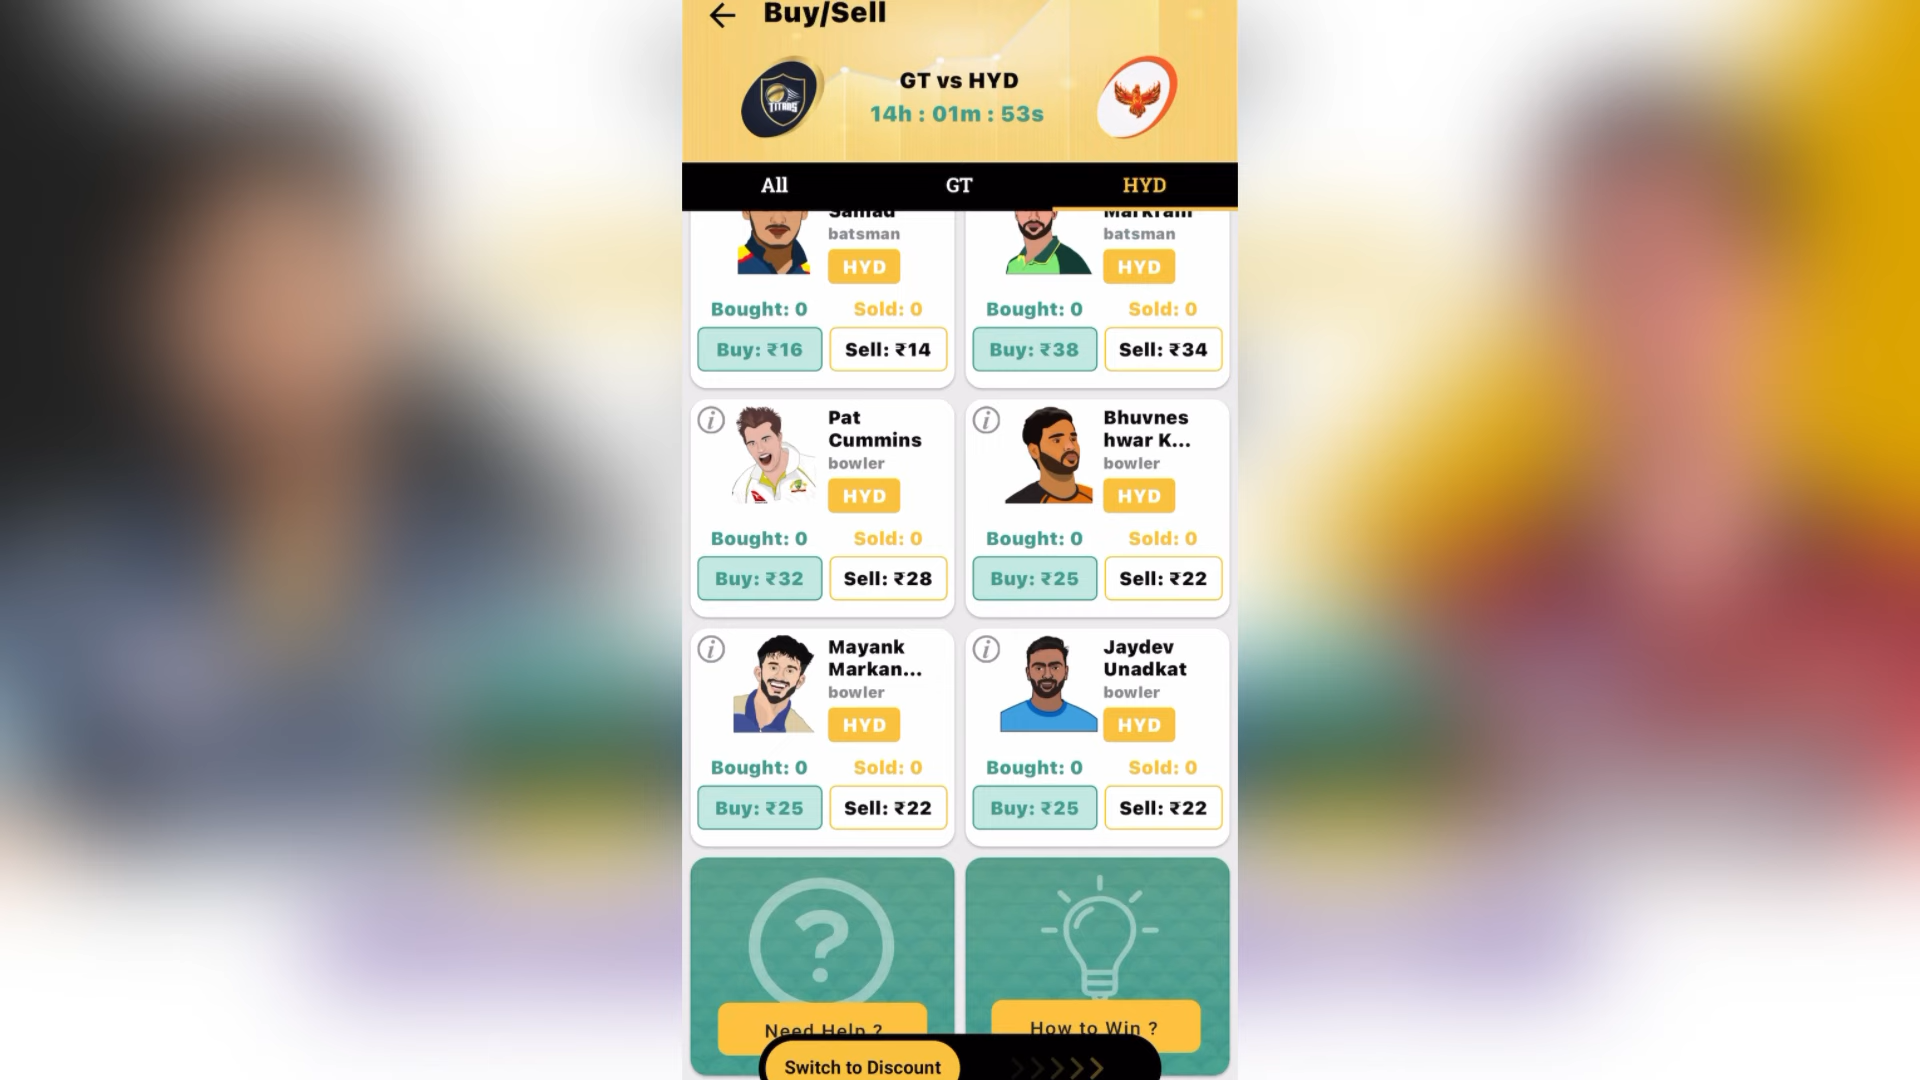 Buy/Sell
GT vs HYD
14h : 01m : 53s
TITANS
All GT HYD
Samad
batsman
HYD
Bought: 0 Sold: 0
Buy: ₹16 Sell: ₹14
Markram
batsman
HYD
Bought: 0 Sold: 0
Buy: ₹38 Sell: ₹34
Pat
Cummins
bowler
HYD
Bought: 0 Sold: 0
Buy: ₹32 Sell: ₹28
Bhuvnes
hwar K...
bowler
HYD
Bought: 0 Sold: 0
Buy: ₹25 Sell: ₹22
Mayank
Markan...
bowler
HYD
Bought: 0 Sold: 0
Buy: ₹25 Sell: ₹22
Jaydev
Unadkat
bowler
HYD
Bought: 0 Sold: 0
Buy: ₹25 Sell: ₹22
Need Help ?
How to Win ?
Switch to Discount